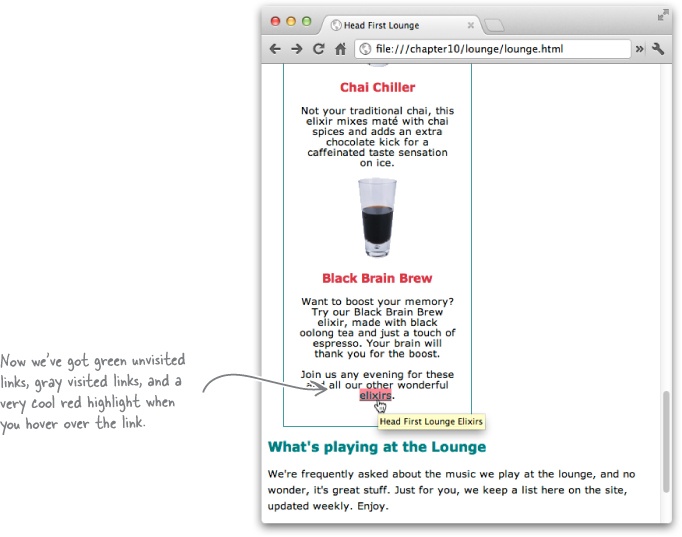 Head First Lounge
file:///chapter10/lounge/lounge.html
Chai Chiller
Not your traditional chai, this
elixir mixes maté with chai
spices and adds an extra
chocolate kick for a
caffeinated taste sensation
on ice.
Black Brain Brew
Want to boost your memory?
Try our Black Brain Brew
elixir, made with black
oolong tea and just a touch of
espresso. Your brain will
thank you for the boost.
Join us any evening for these
and all our other wonderful
elixirs.
Head First Lounge Elixirs
Now we've got green unvisited
links, gray visited links, and a
very cool red highlight when
you hover over the link.
What's playing at the Lounge
We're frequently asked about the music we play at the lounge, and no
wonder, it's great stuff. Just for you, we keep a list here on the site,
updated weekly. Enjoy.